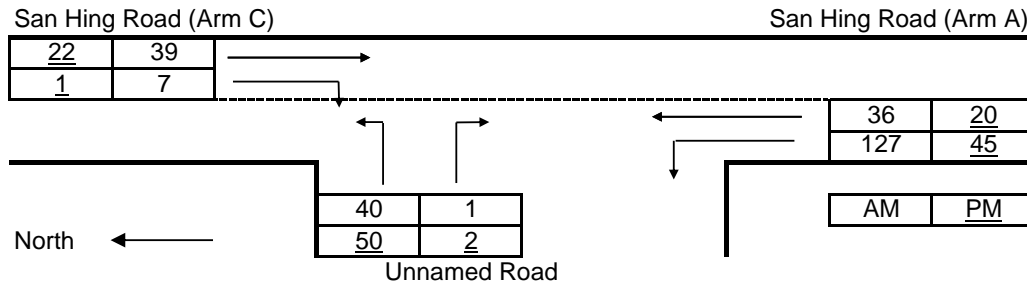 San Hing Road (Arm C) San Hing Road (Arm A)
22 39
1 7
36 20
127 45
40 1
50 2
AM PM
North
Unnamed Road